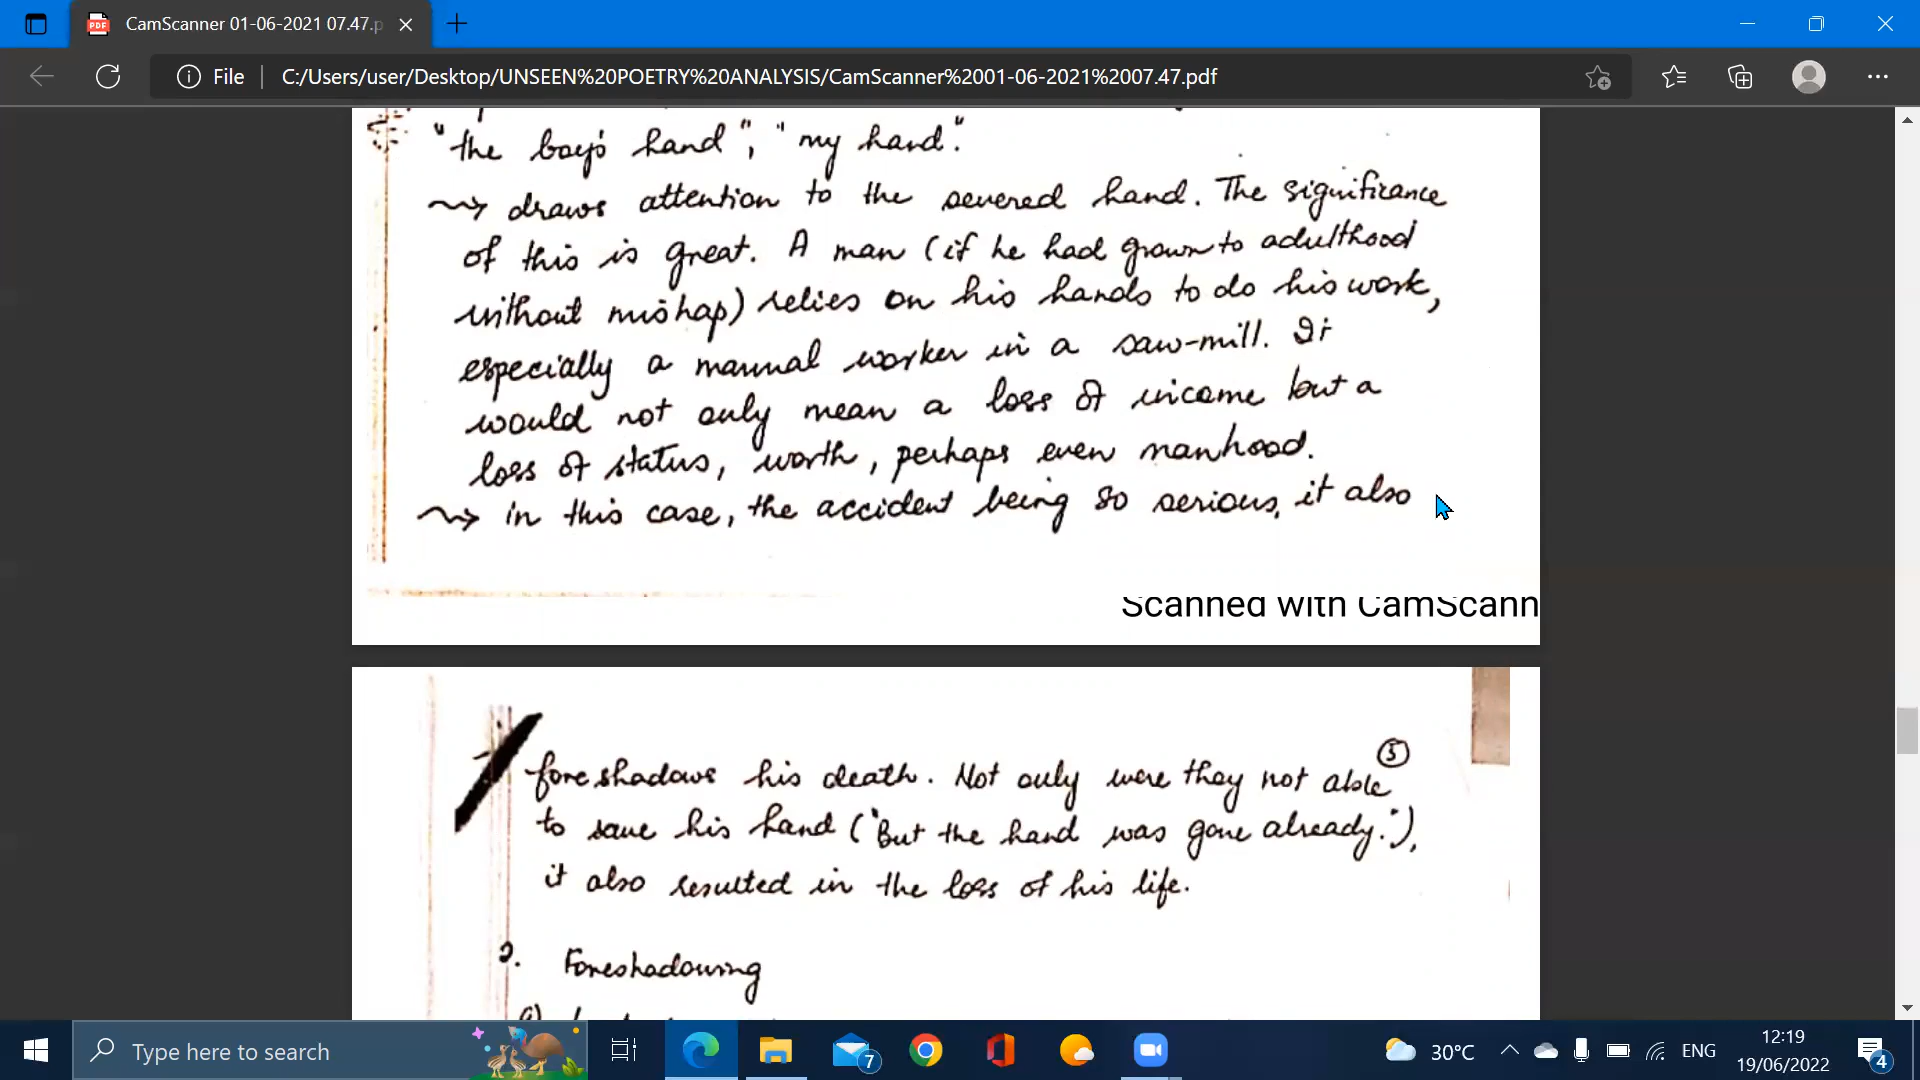 CamScanner 01-06-2021 07.47.p
File
C:/Users/user/Desktop/UNSEEN%20POETRY%20ANALYSIS/CamScanner%2001-06-2021%2007.47.pdf
"the boy's hand", "my hand".
draws attention to the severed hand. The significance
of this is great. A man (if he had grown to adulthood
without mishap) relies on his hands to do his work,
especially a manual worker in a saw-mill. It
would not only mean a loss of income but a
loss of status, worth, perhaps even manhood.
in this case, the accident being so serious, it also
Scanned with CamScann
5
foreshadows his death. Not only were they not able
to save his hand ("But the hand was gone already."),
it also resulted in the loss of his life.
2. Foreshadowing
Type here to search
7
30°C
ENG
12:19
19/06/2022
4